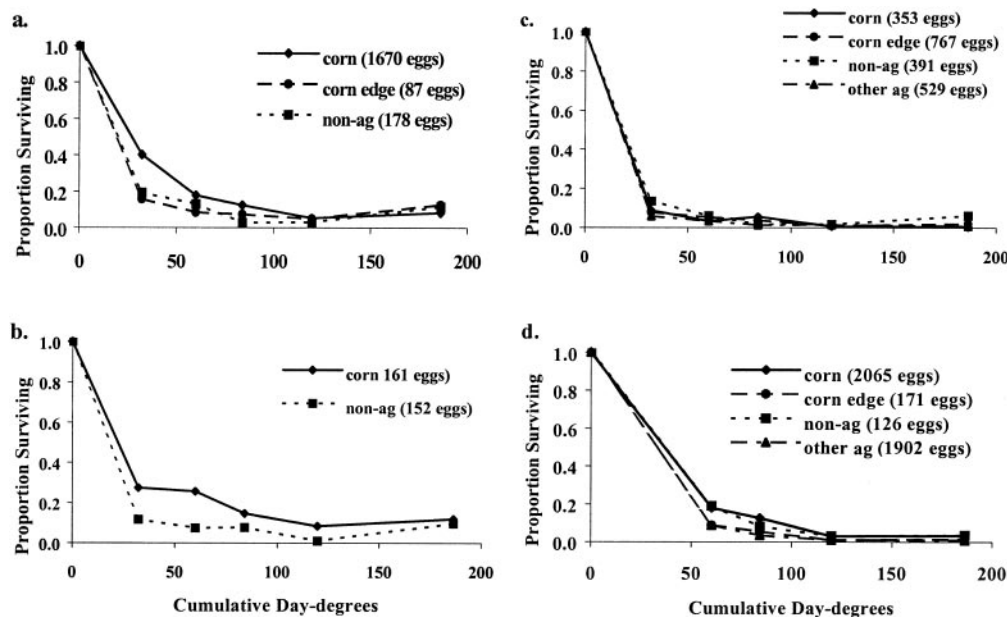 a.
Proportion Surviving
1.0
0.8
0.6
0.4
0.2
0.0
0
50
100
150
200
corn (1670 eggs)
corn edge (87 eggs)
non-ag (178 eggs)
c.
Proportion Surviving
1.0
0.8
0.6
0.4
0.2
0.0
0
50
100
150
200
corn (353 eggs)
corn edge (767 eggs)
non-ag (391 eggs)
other ag (529 eggs)
b.
Proportion Surviving
1.0
0.8
0.6
0.4
0.2
0.0
0
50
100
150
200
corn 161 eggs)
non-ag (152 eggs)
Cumulative Day-degrees
d.
Proportion Surviving
1.0
0.8
0.6
0.4
0.2
0.0
0
50
100
150
200
corn (2065 eggs)
corn edge (171 eggs)
non-ag (126 eggs)
other ag (1902 eggs)
Cumulative Day-degrees